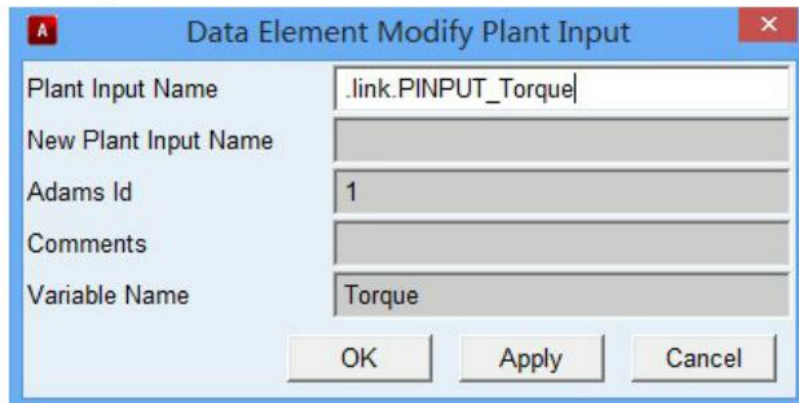 A Data Element Modify Plant Input ×
Plant Input Name .link.PINPUT_Torque
New Plant Input Name
Adams Id 1
Comments
Variable Name Torque
OK Apply Cancel